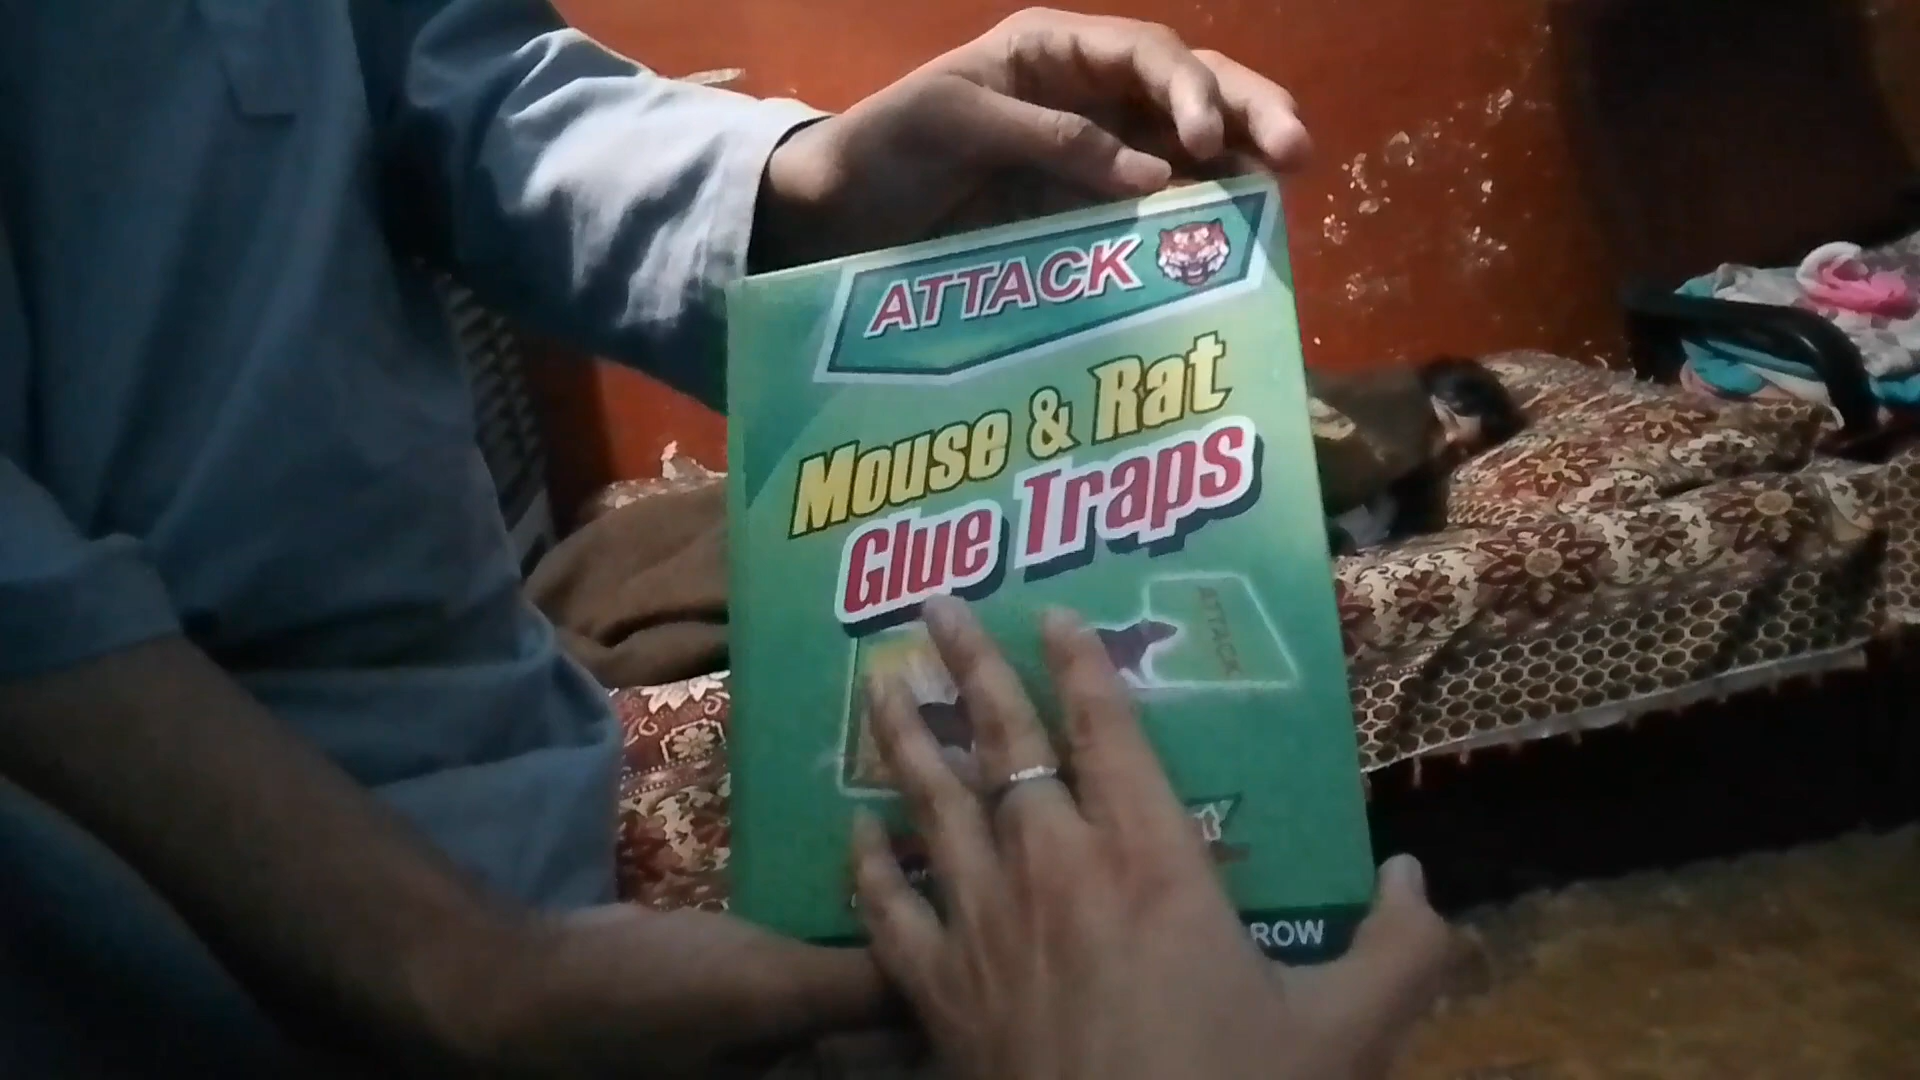 ATTACK
Mouse & Rat
Glue Traps
ATTACK
ROW